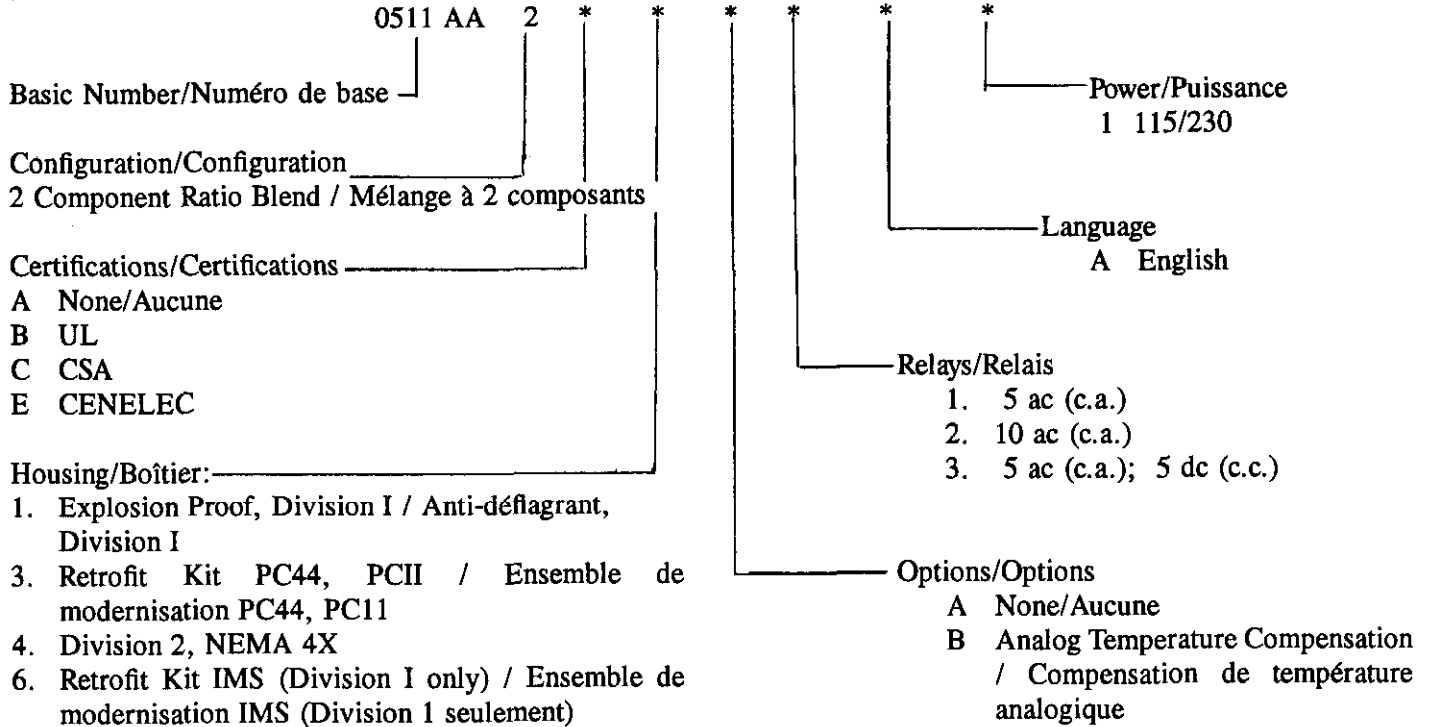 0511 AA 2 * * * * * *
Basic Number/Numéro de base
Configuration/Configuration
2 Component Ratio Blend / Mélange à 2 composants
Certifications/Certifications
A None/Aucune
B UL
C CSA
E CENELEC
Housing/Boîtier:
1. Explosion Proof, Division I / Anti-déflagrant,
Division I
3. Retrofit Kit PC44, PCII / Ensemble de
modernisation PC44, PC11
4. Division 2, NEMA 4X
6. Retrofit Kit IMS (Division I only) / Ensemble de
modernisation IMS (Division 1 seulement)
Power/Puissance
1 115/230
Language
A English
Relays/Relais
1. 5 ac (c.a.)
2. 10 ac (c.a.)
3. 5 ac (c.a.); 5 dc (c.c.)
Options/Options
A None/Aucune
B Analog Temperature Compensation
/ Compensation de température
analogique